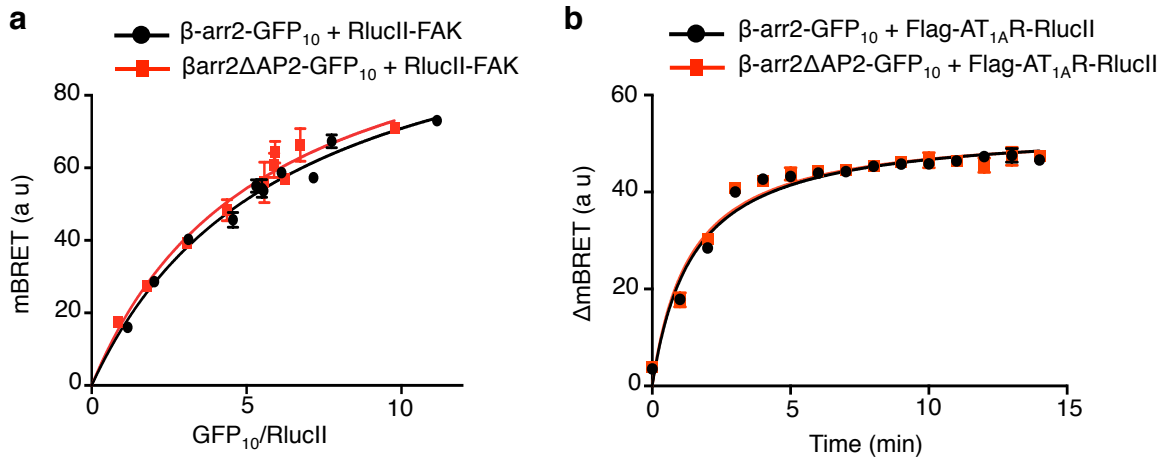 a
β-arr2-GFP₁₀ + RlucII-FAK
βarr2ΔAP2-GFP₁₀ + RlucII-FAK
80
60
40
20
0
mBRET (a u)
0 5 10
GFP₁₀/RlucII
b
β-arr2-GFP₁₀ + Flag-AT₁ₐR-RlucII
β-arr2ΔAP2-GFP₁₀ + Flag-AT₁ₐR-RlucII
60
40
20
0
ΔmBRET (a u)
0 5 10 15
Time (min)